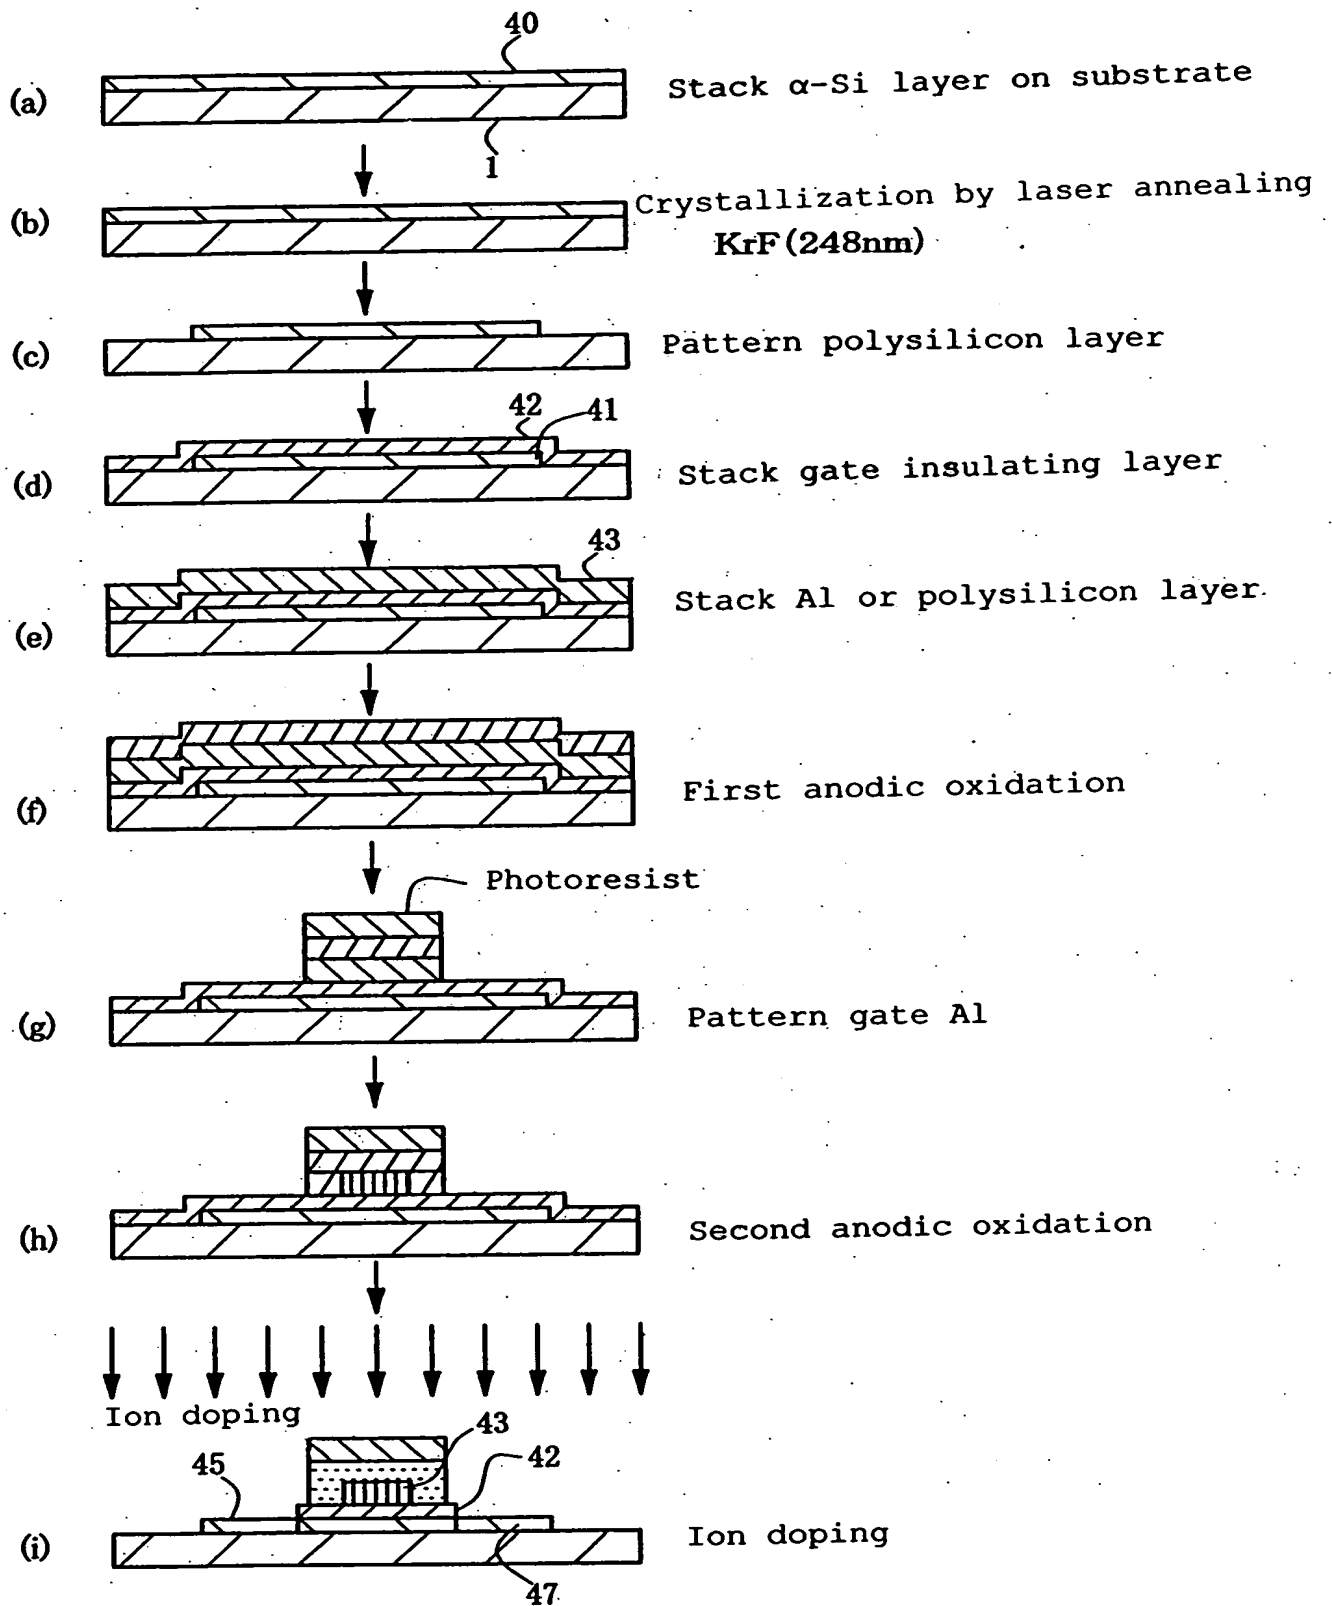 40
(a)
Stack α-Si layer on substrate
1
(b)
Crystallization by laser annealing
KrF (248nm)
(c)
Pattern polysilicon layer
42
41
(d)
Stack gate insulating layer
43
(e)
Stack Al or polysilicon layer
(f)
First anodic oxidation
Photoresist
(g)
Pattern gate Al
(h)
Second anodic oxidation
Ion doping
43
42
45
(i)
Ion doping
47